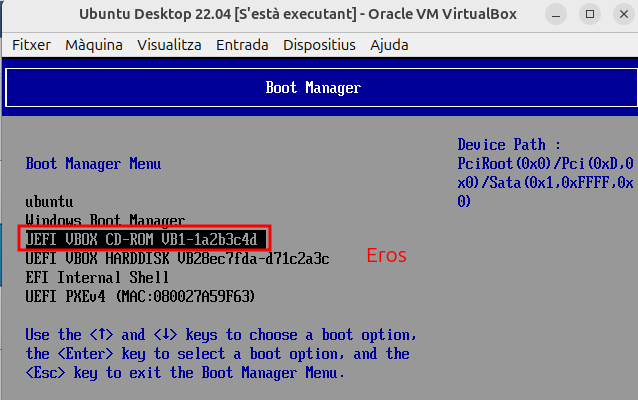 Ubuntu Desktop 22.04 [S'està executant] - Oracle VM VirtualBox
Fitxer Màquina Visualitza Entrada Dispositius Ajuda
Boot Manager
Device Path :
PciRoot(0x0)/Pci(0xD,0
x0)/Sata(0x1,0xFFFF,0x
0)
Boot Manager Menu
ubuntu
Windows Boot Manager
UEFI VBOX CD-ROM VB1-1a2b3c4d
UEFI VBOX HARDDISK VB28ec7fda-d71c2a3c
Eros
EFI Internal Shell
UEFI PXEv4 (MAC:080027A59F63)
Use the <↑> and <↓> keys to choose a boot option,
the <Enter> key to select a boot option, and the
<Esc> key to exit the Boot Manager Menu.